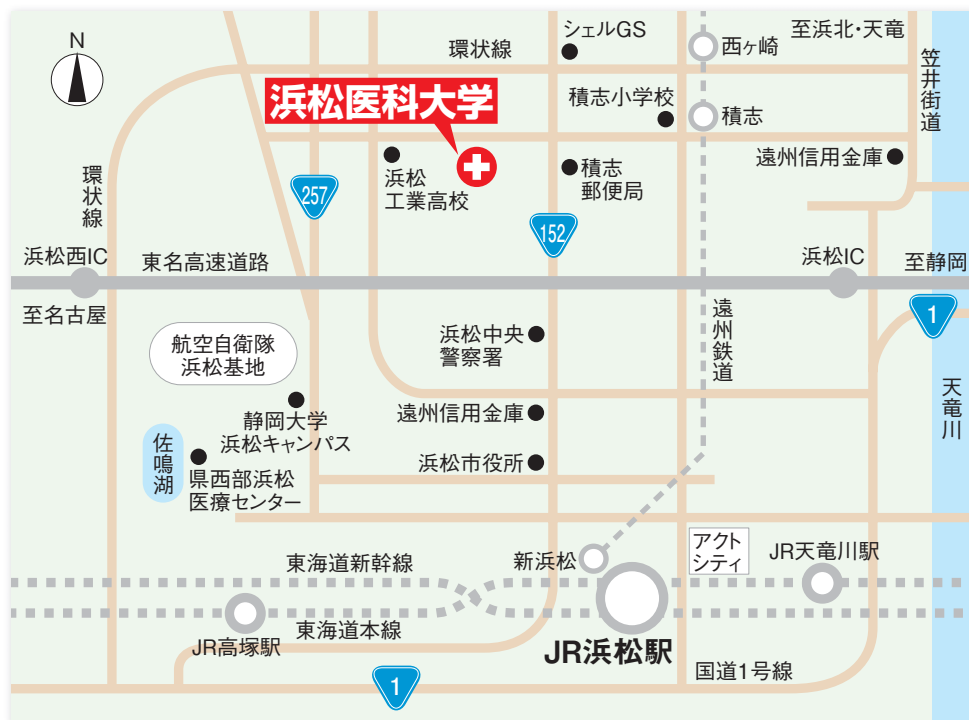 N
環状線
シェルGS
西ヶ崎
至浜北・天竜
笠井街道
浜松医科大学
積志小学校
積志
遠州信用金庫
環状線
257
浜松
工業高校
積志
郵便局
152
浜松西IC
東名高速道路
浜松IC
至静岡
至名古屋
1
航空自衛隊
浜松基地
浜松中央
警察署
遠州鉄道
天竜川
静岡大学
浜松キャンパス
遠州信用金庫
佐鳴湖
県西部浜松
医療センター
浜松市役所
東海道新幹線
新浜松
アクト
シティ
JR天竜川駅
東海道本線
JR高塚駅
JR浜松駅
1
国道1号線